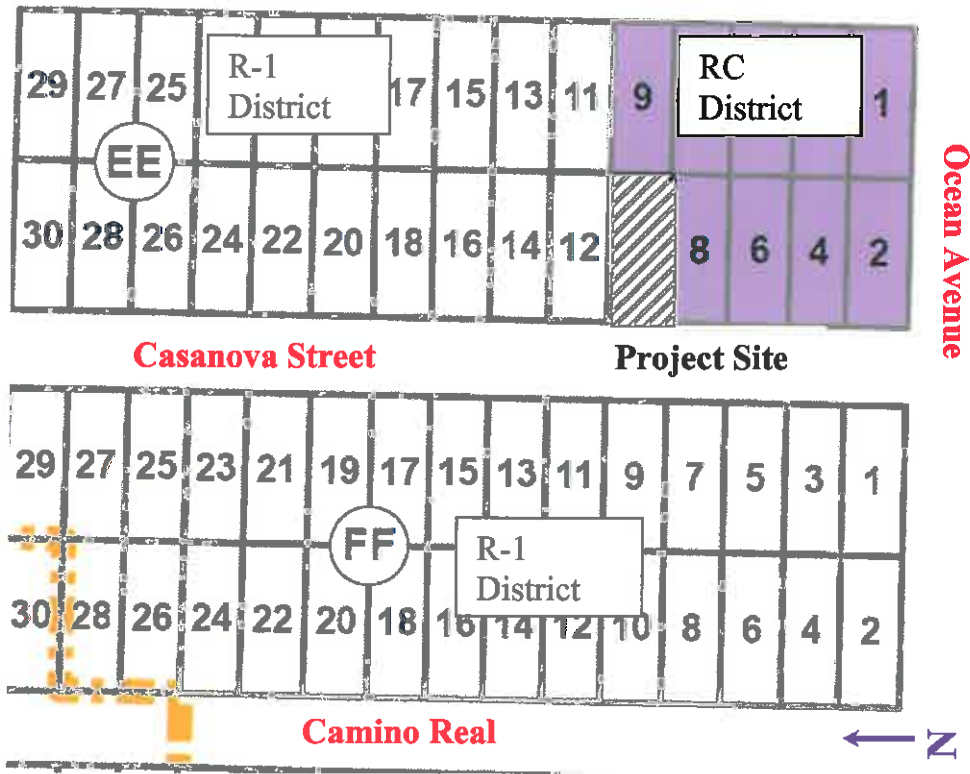 29 27 25 R-1 17 15 13 11 9 RC 1
District District
EE
30 28 26 24 22 20 18 16 14 12 8 6 4 2
Ocean Avenue
Casanova Street Project Site
29 27 25 23 21 19 17 15 13 11 9 7 5 3 1
FF R-1
District
30 28 26 24 22 20 18 16 14 12 10 8 6 4 2
Camino Real
N